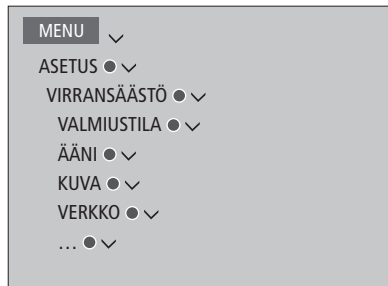 MENU
ASETUS
VIRRANSÄÄSTÖ
VALMIUSTILA
ÄÄNI
KUVA
VERKKO
…